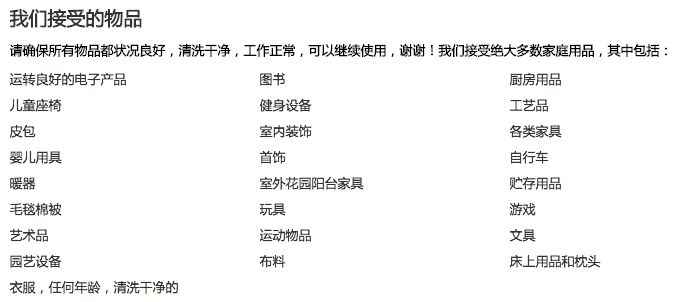 我们接受的物品
请确保所有物品都状况良好，清洗干净，工作正常，可以继续使用，谢谢！我们接受绝大多数家庭用品，其中包括：
运转良好的电子产品 图书 厨房用品
儿童座椅 健身设备 工艺品
皮包 室内装饰 各类家具
婴儿用具 首饰 自行车
暖器 室外花园阳台家具 贮存用品
毛毯棉被 玩具 游戏
艺术品 运动物品 文具
园艺设备 布料 床上用品和枕头
衣服，任何年龄，清洗干净的